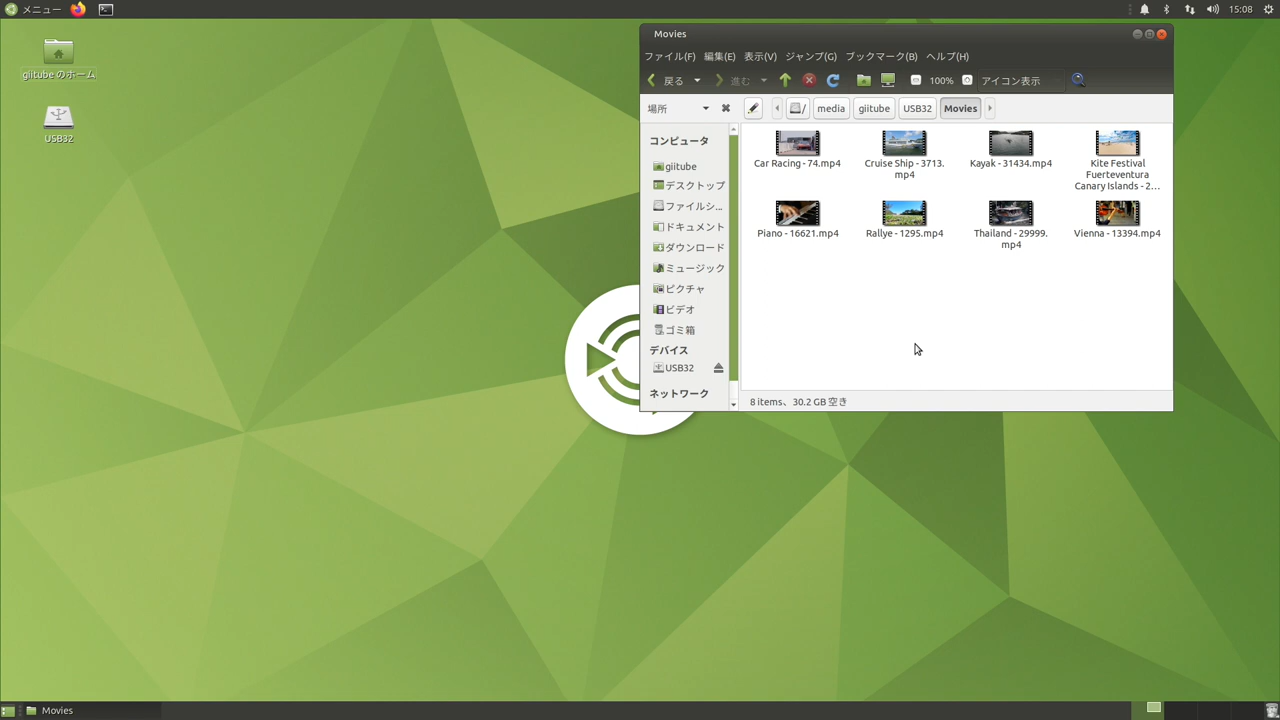 メニュー
15:08
giitube のホーム
USB32
Movies
ファイル(F) 編集(E) 表示(V) ジャンプ(G) ブックマーク(B) ヘルプ(H)
戻る 進む 100% アイコン表示
場所 / media giitube USB32 Movies
コンピュータ
giitube
デスクトップ
ファイルシ...
ドキュメント
ダウンロード
ミュージック
ピクチャ
ビデオ
ゴミ箱
デバイス
USB32
ネットワーク
Car Racing - 74.mp4
Cruise Ship - 3713.
mp4
Kayak - 31434.mp4
Kite Festival
Fuerteventura
Canary Islands - 2…
Piano - 16621.mp4
Rallye - 1295.mp4
Thailand - 29999.
mp4
Vienna - 13394.mp4
8 items、30.2 GB 空き
Movies